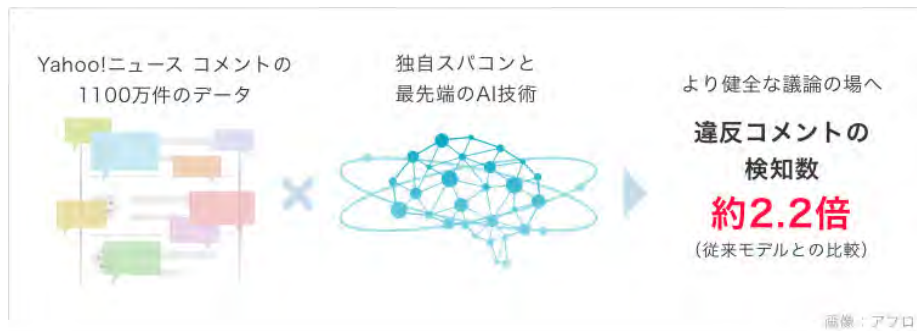 Yahoo!ニュース コメントの
1100万件のデータ
独自スパコンと
最先端のAI技術
より健全な議論の場へ
違反コメントの
検知数
約2.2倍
(従来モデルとの比較)
画像：アフロ